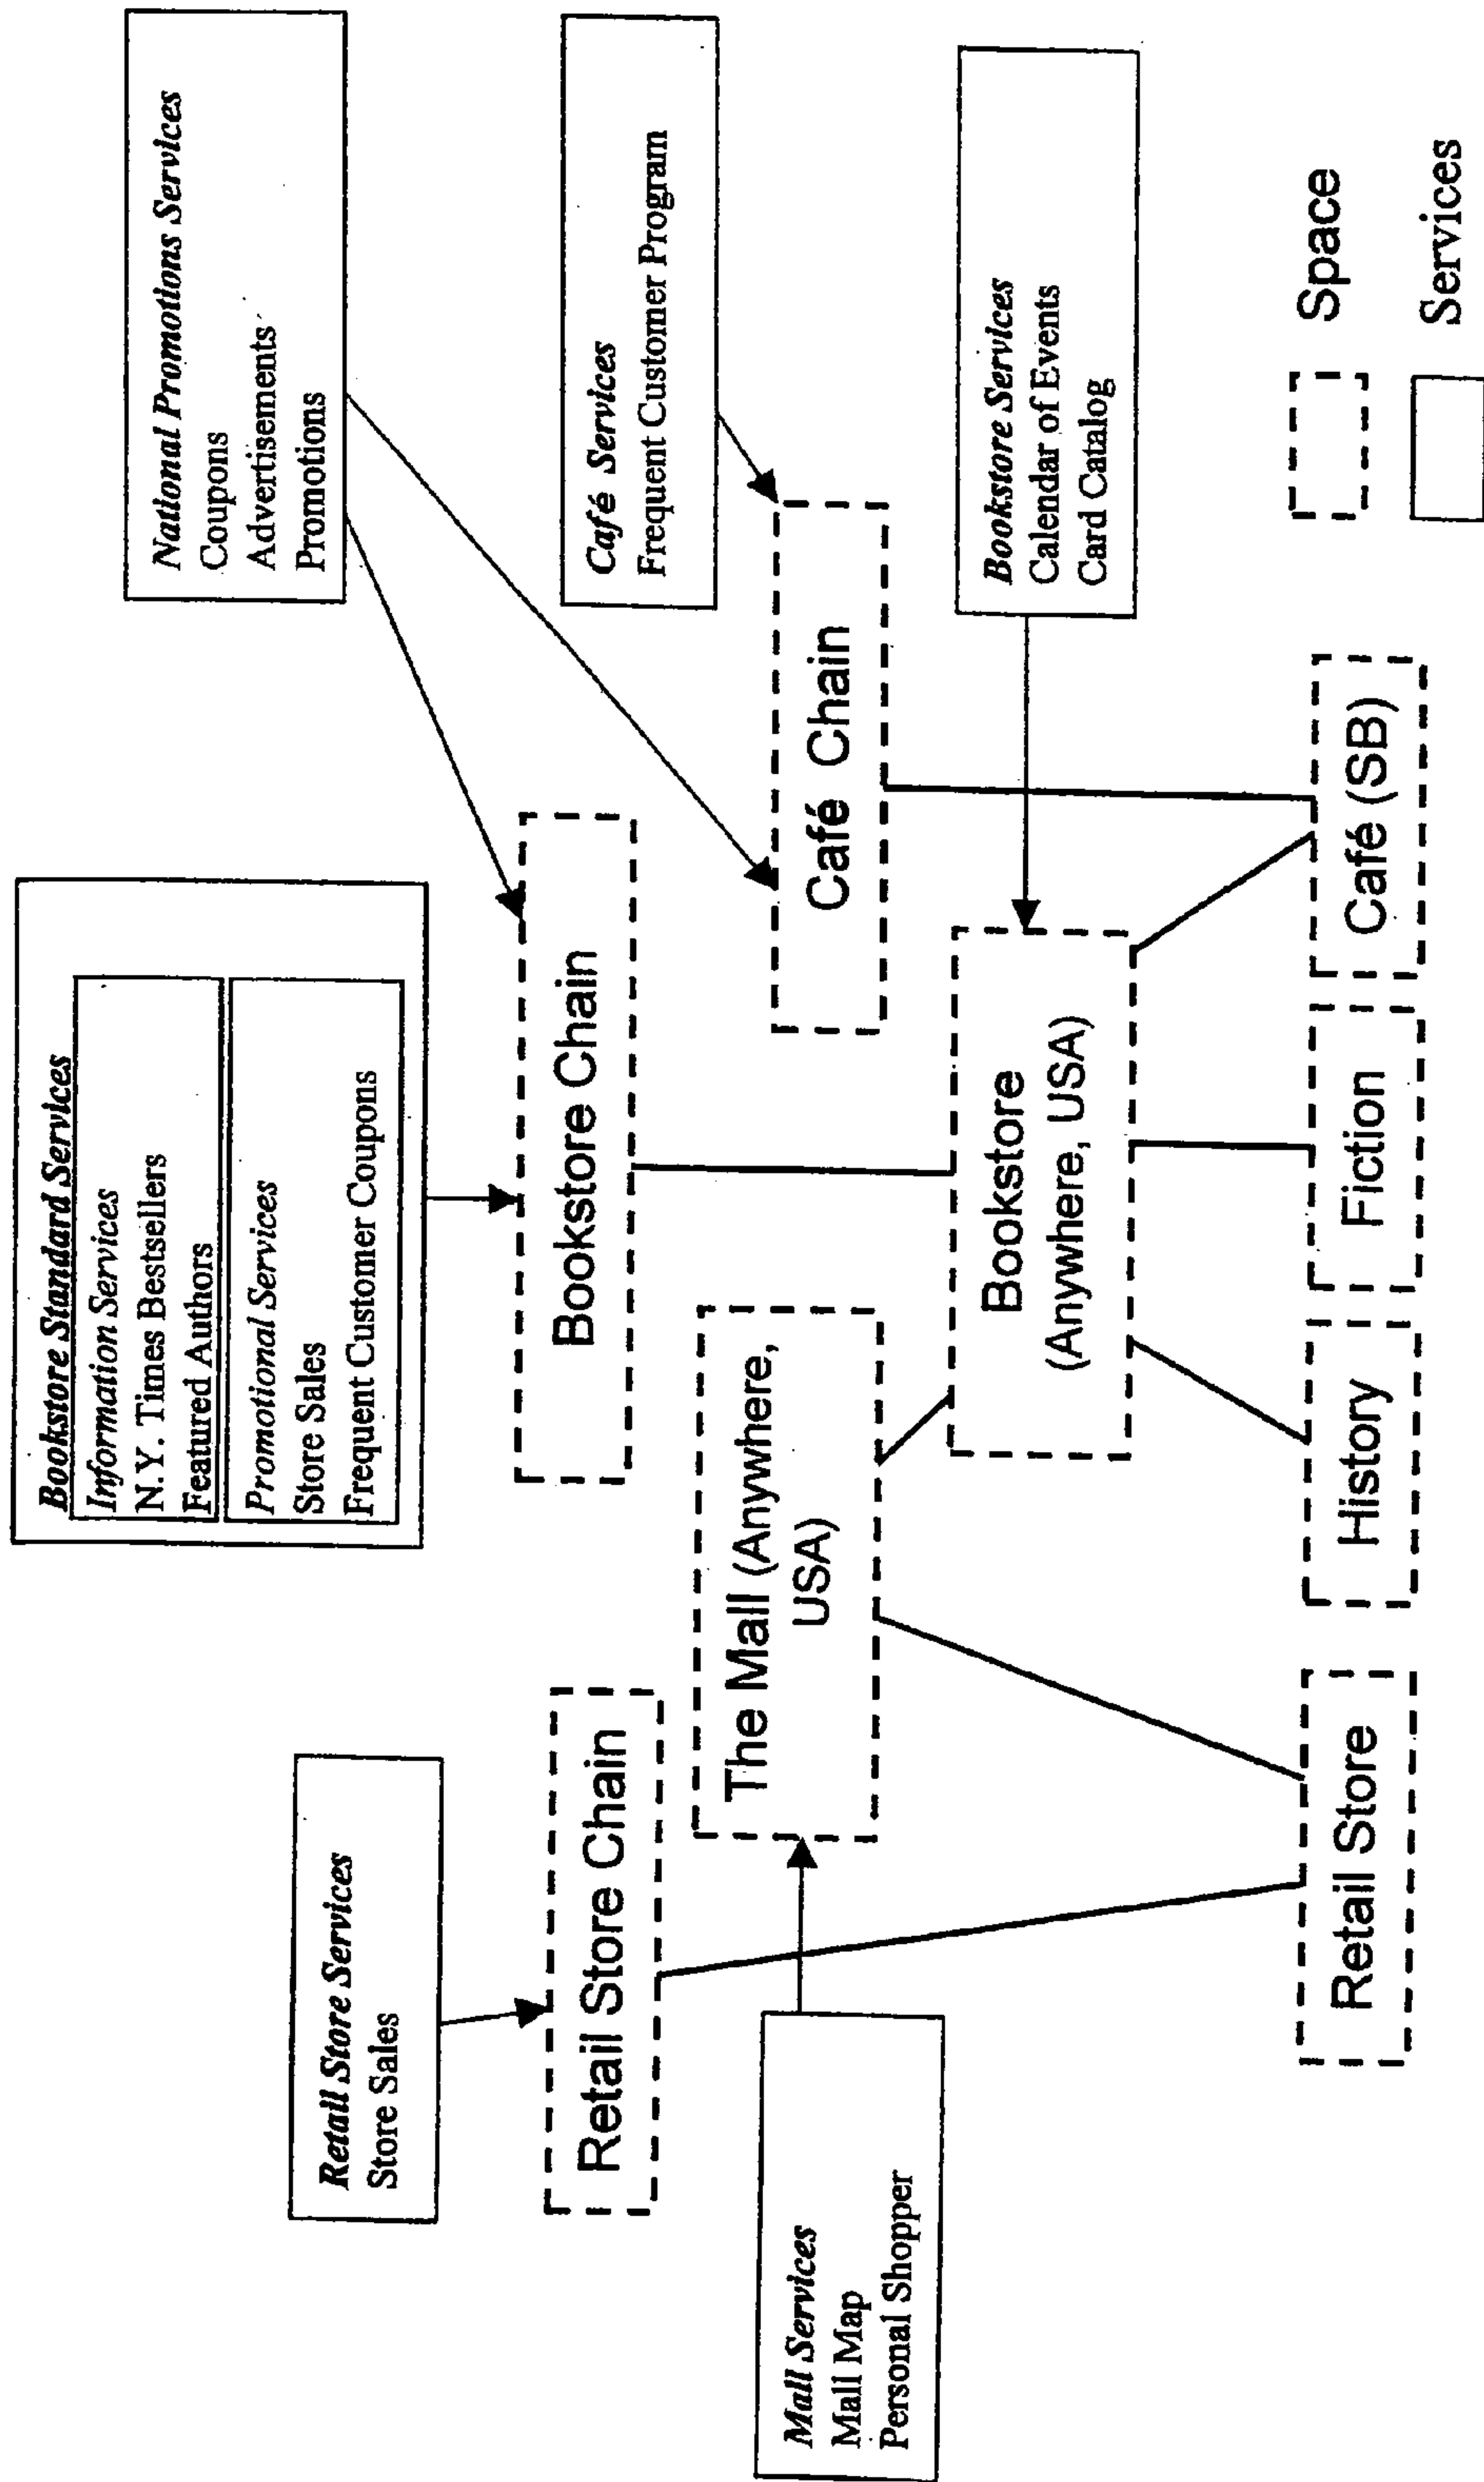 Bookstore Standard Services
Information Services
N.Y. Times Bestsellers
Featured Authors
Promotional Services
Store Sales
Frequent Customer Coupons
National Promotions Services
Coupons
Advertisements
Promotions
Retail Store Services
Store Sales
Bookstore Chain
Retail Store Chain
Café Services
Frequent Customer Program
The Mall (Anywhere,
USA)
Café Chain
Mall Services
Mall Map
Personal Shopper
Bookstore
(Anywhere, USA)
Bookstore Services
Calendar of Events
Card Catalog
Retail Store
History
Fiction
Café (SB)
Space
Services